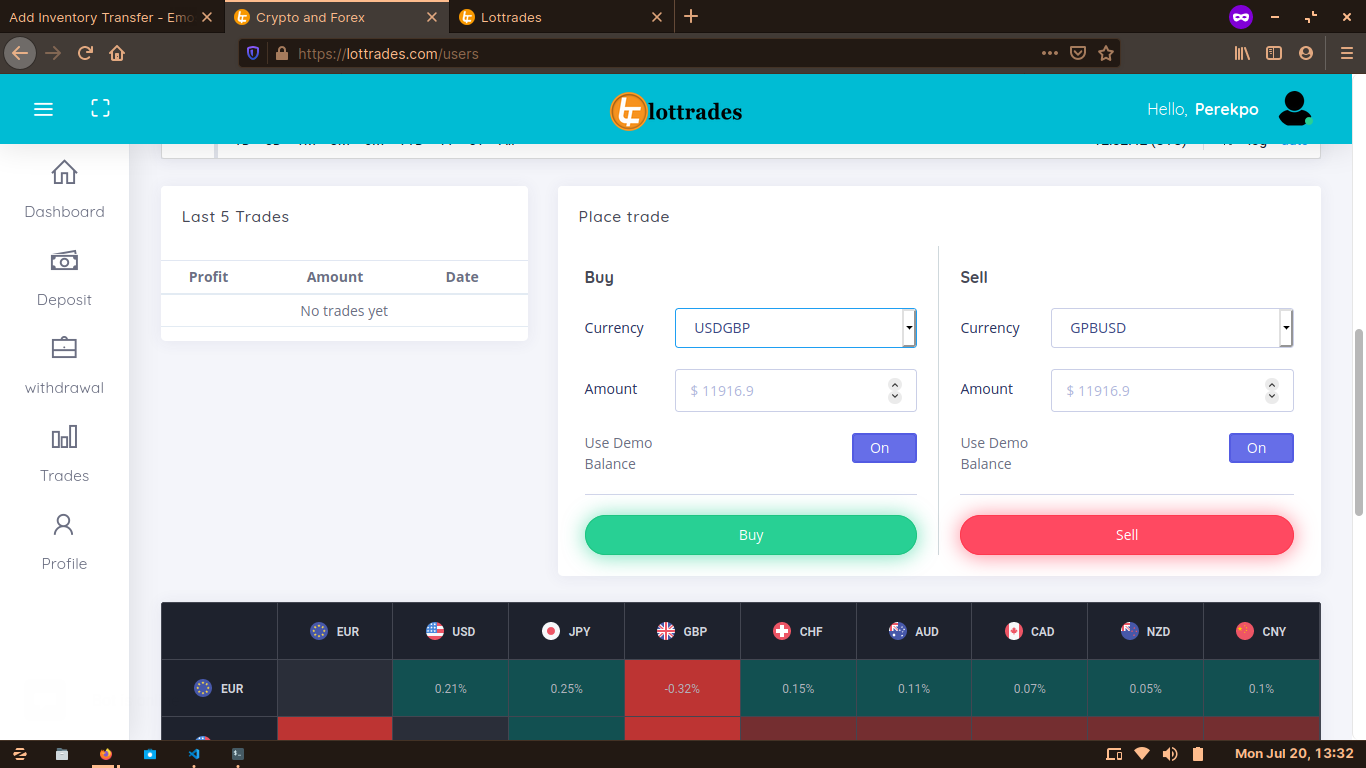 Add Inventory Transfer - Emo
Crypto and Forex
Lottrades
https://lottrades.com/users
lottrades
Hello, Perekpo
Dashboard
Deposit
withdrawal
Trades
Profile
Last 5 Trades
Profit Amount Date
No trades yet
Place trade
Buy
Currency USDGBP
Amount $ 11916.9
Use Demo
Balance
On
Buy
Sell
Currency GPBUSD
Amount $ 11916.9
Use Demo
Balance
On
Sell
EUR USD JPY GBP CHF AUD CAD NZD CNY
EUR 0.21% 0.25% -0.32% 0.15% 0.11% 0.07% 0.05% 0.1%
Mon Jul 20, 13:32